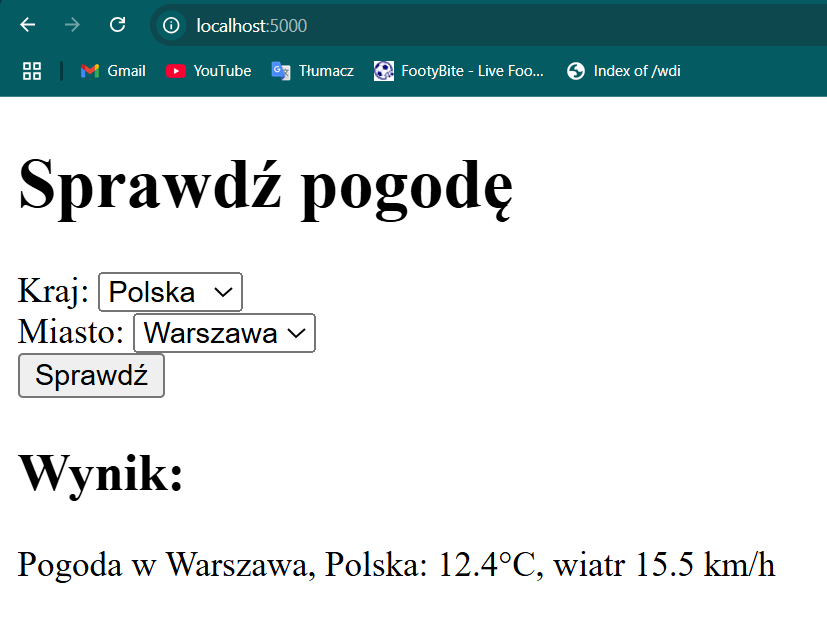 localhost:5000
Gmail YouTube Tłumacz FootyBite - Live Foo... Index of /wdi
Sprawdź pogodę
Kraj: Polska
Miasto: Warszawa
Sprawdź
Wynik:
Pogoda w Warszawa, Polska: 12.4°C, wiatr 15.5 km/h